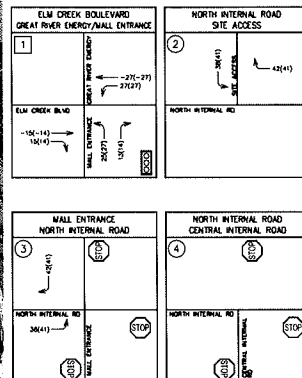 ELM CREEK BOULEVARD
GREAT RIVER ENERGY/MALL ENTRANCE
1
GREAT RIVER ENERGY
-27(-27)
27(27)
ELM CREEK BLVD
-15(-14)
15(14)
MALL ENTRANCE
25(27)
13(14)
NORTH INTERNAL ROAD
SITE ACCESS
2
38(41)
SITE ACCESS
42(41)
NORTH INTERNAL RD
MALL ENTRANCE
NORTH INTERNAL ROAD
3
42(41)
STOP
NORTH INTERNAL RD
38(41)
MALL ENTRANCE
STOP
STOP
NORTH INTERNAL ROAD
CENTRAL INTERNAL ROAD
4
STOP
NORTH INTERNAL RD
STOP
CENTRAL INTERNAL
RD
STOP